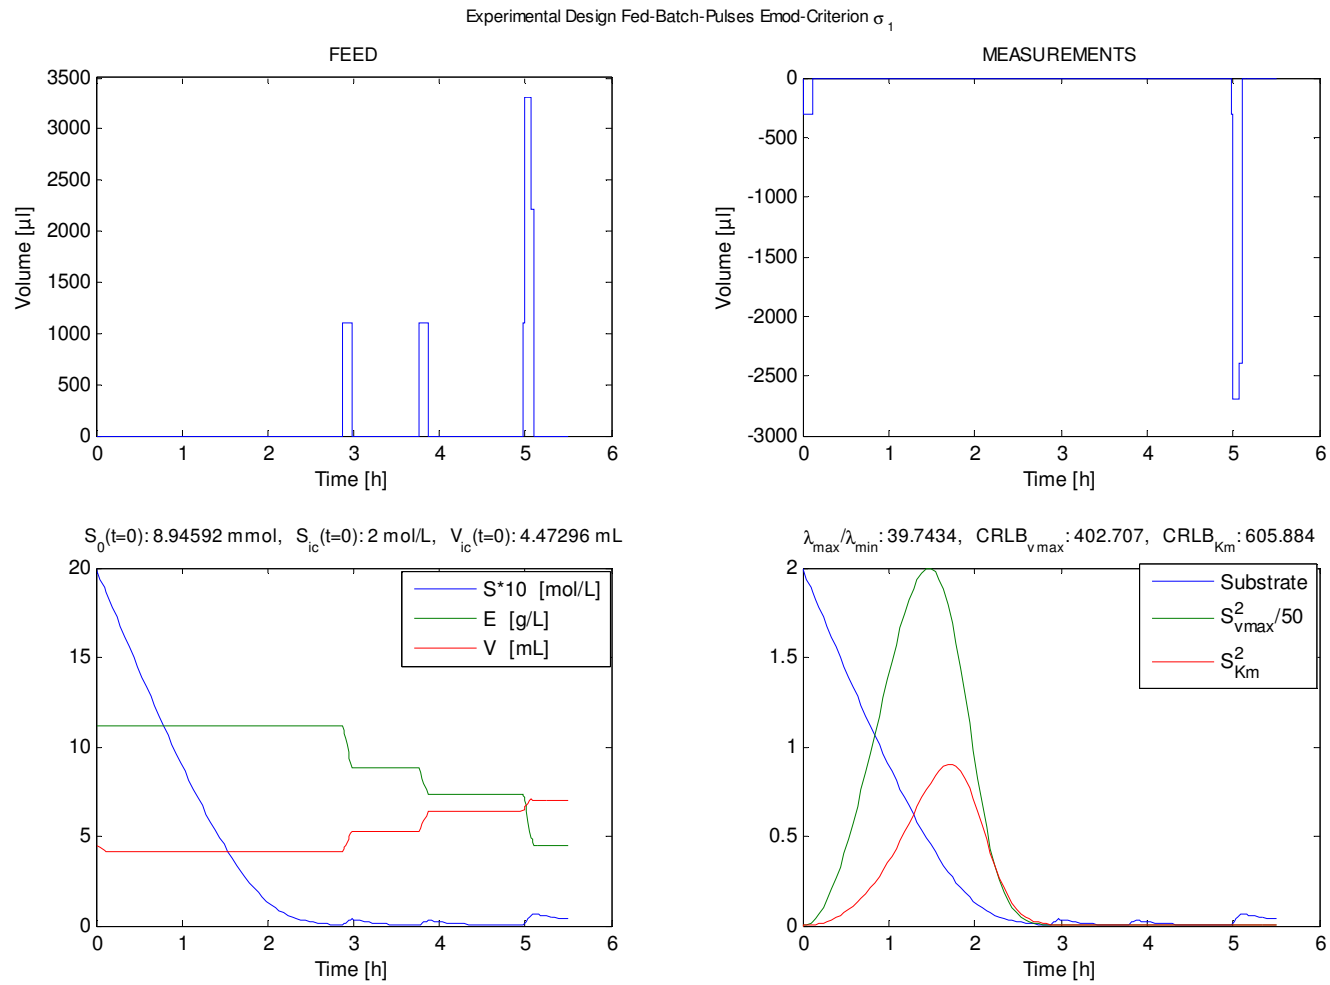 Experimental Design Fed-Batch-Pulses Emod-Criterion σ1
FEED
3500
3000
2500
2000
1500
1000
500
0
Volume [µl]
0 1 2 3 4 5 6
Time [h]
MEASUREMENTS
0
-500
-1000
-1500
-2000
-2500
-3000
Volume [µl]
0 1 2 3 4 5 6
Time [h]
S0(t=0): 8.94592 mmol, Sic(t=0): 2 mol/L, Vic(t=0): 4.47296 mL
20
15
10
5
0
S*10 [mol/L]
E [g/L]
V [mL]
0 1 2 3 4 5 6
Time [h]
λmax/λmin: 39.7434, CRLBvmax: 402.707, CRLBKm: 605.884
2
1.5
1
0.5
0
Substrate
S²vmax/50
S²Km
0 1 2 3 4 5 6
Time [h]